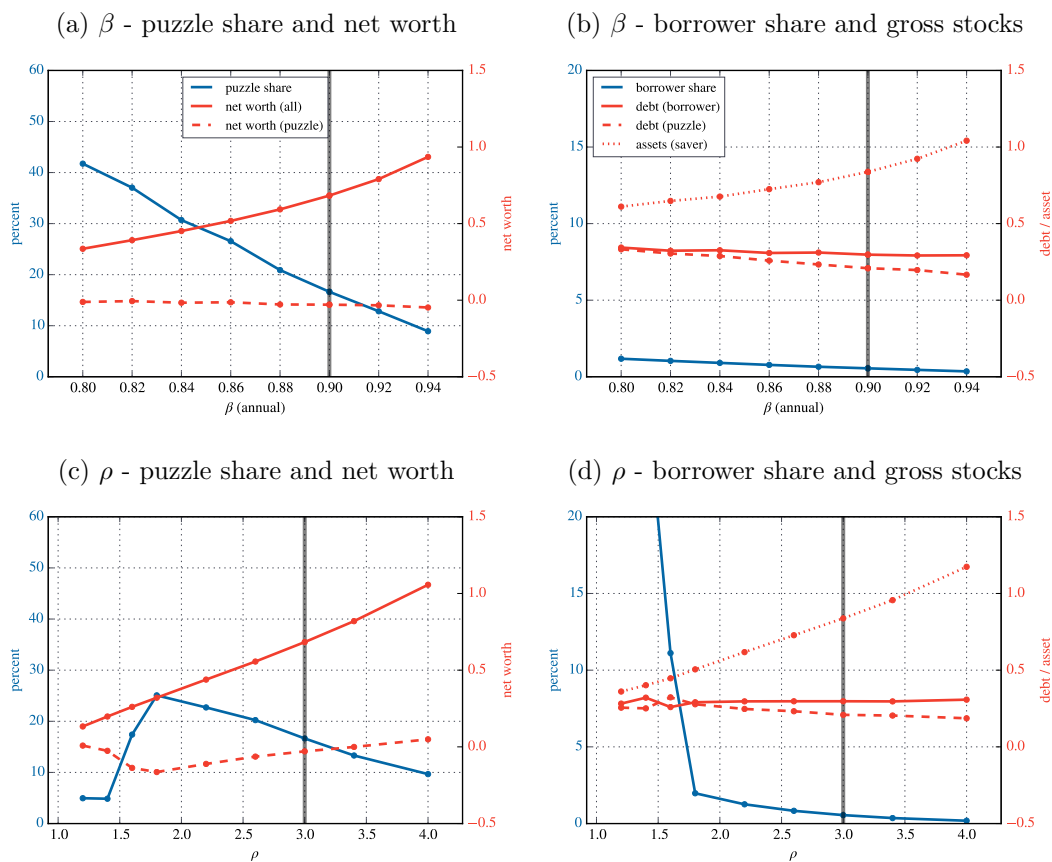 (a) β - puzzle share and net worth
60
50
40
30
20
10
0
percent
1.5
1.0
0.5
0.0
−0.5
net worth
puzzle share
net worth (all)
net worth (puzzle)
0.80 0.82 0.84 0.86 0.88 0.90 0.92 0.94
β (annual)
(b) β - borrower share and gross stocks
20
15
10
5
0
percent
1.5
1.0
0.5
0.0
−0.5
debt / asset
borrower share
debt (borrower)
debt (puzzle)
assets (saver)
0.80 0.82 0.84 0.86 0.88 0.90 0.92 0.94
β (annual)
(c) ρ - puzzle share and net worth
60
50
40
30
20
10
0
percent
1.5
1.0
0.5
0.0
−0.5
net worth
1.0 1.5 2.0 2.5 3.0 3.5 4.0
ρ
(d) ρ - borrower share and gross stocks
20
15
10
5
0
percent
1.5
1.0
0.5
0.0
−0.5
debt / asset
1.0 1.5 2.0 2.5 3.0 3.5 4.0
ρ